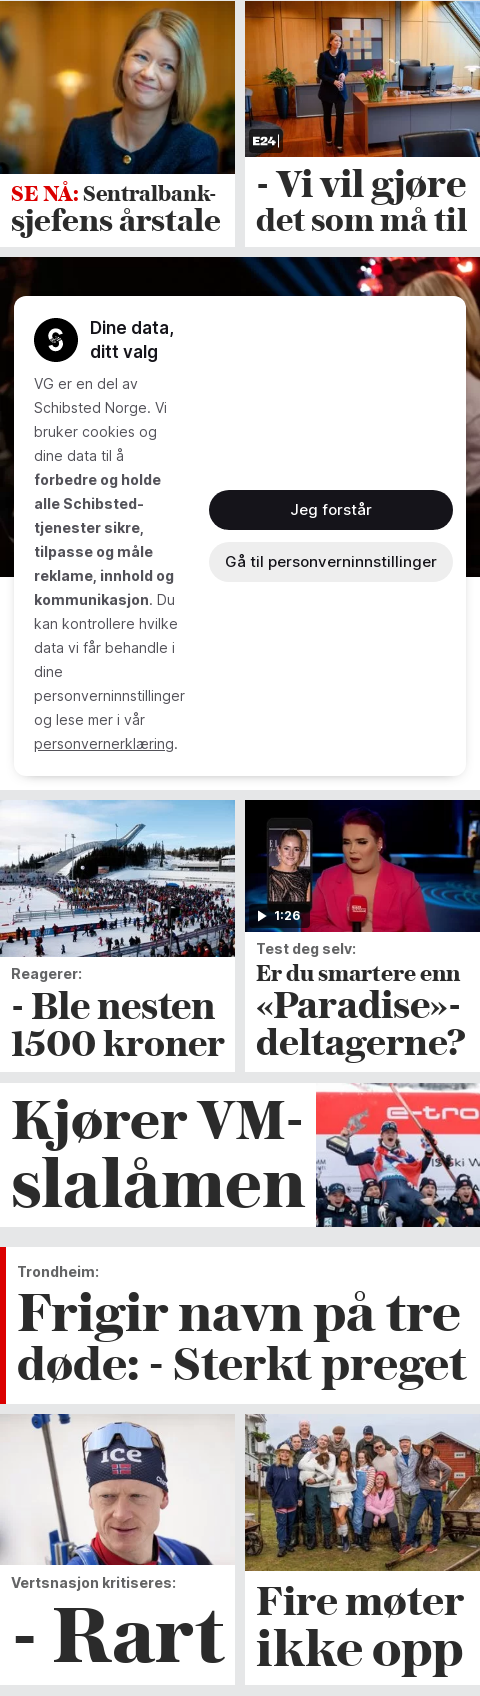 SE NÅ: Sentralbank-
sjefens årstale
E24
- Vi vil gjøre
det som må til
Dine data,
ditt valg
VG er en del av
Schibsted Norge. Vi
bruker cookies og
dine data til å
forbedre og holde
alle Schibsted-
tjenester sikre,
tilpasse og måle
reklame, innhold og
kommunikasjon. Du
kan kontrollere hvilke
data vi får behandle i
dine
personverninnstillinger
og lese mer i vår
personvernerklæring.
Jeg forstår
Gå til personverninnstillinger
Reagerer:
- Ble nesten
1500 kroner
1:26
Test deg selv:
Er du smartere enn
«Paradise»-
deltagerne?
Kjører VM-
slalåmen
e-tro
Trondheim:
Frigir navn på tre
døde: - Sterkt preget
ice
Vertsnasjon kritiseres:
- Rart
Fire møter
ikke opp